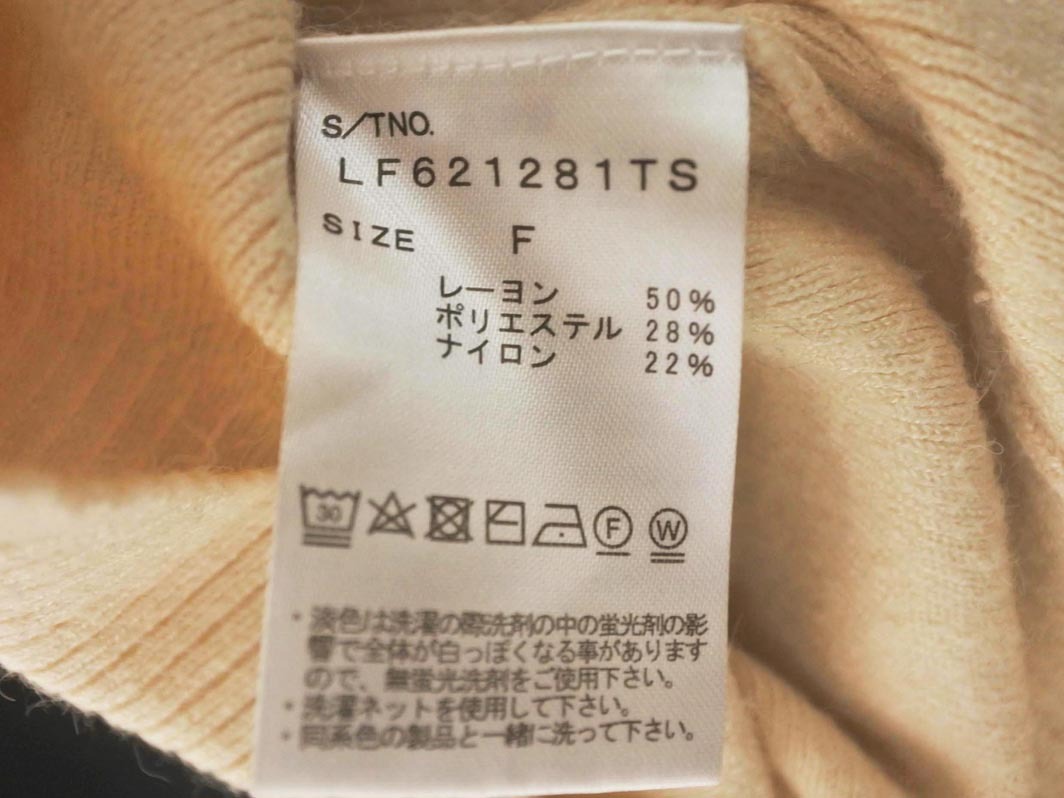 S/TNO.
LF621281TS
SIZE F
レーヨン 50%
ポリエステル 28%
ナイロン 22%
30
F W
・淡色は洗濯の際洗剤の中の蛍光剤の影
響で全体が白っぽくなる事があります
ので、無蛍光洗剤をご使用下さい。
・洗濯ネットを使用して下さい。
・同系色の製品と一緒に洗って下さい。